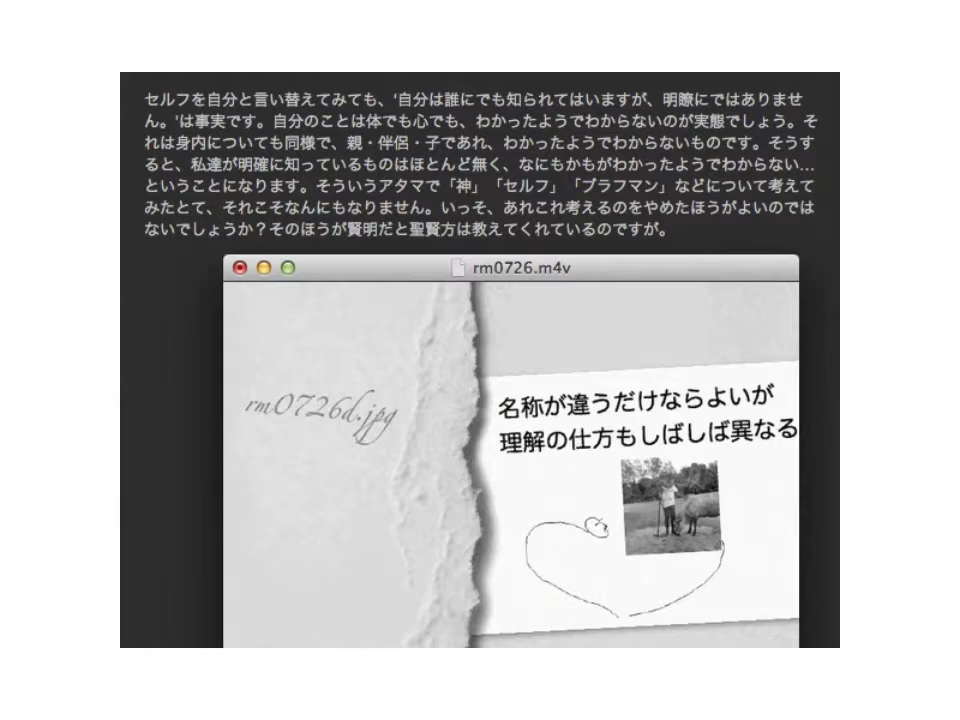 セルフを自分と言い替えてみても、‘自分は誰にでも知られてはいますが、明瞭にではありませ
ん。’は事実です。自分のことは体でも心でも、わかったようでわからないのが実態でしょう。そ
れは身内についても同様で、親・伴侶・子であれ、わかったようでわからないものです。そうす
ると、私達が明確に知っているものはほとんど無く、なにもかもがわかったようでわからない…
ということになります。そういうアタマで「神」「セルフ」「ブラフマン」などについて考えて
みたとて、それこそなんにもなりません。いっそ、あれこれ考えるのをやめたほうがよいのでは
ないでしょうか？そのほうが賢明だと聖賢方は教えてくれているのですが。
rm0726.m4v
rm0726d.jpg
名称が違うだけならよいが
理解の仕方もしばしば異なる